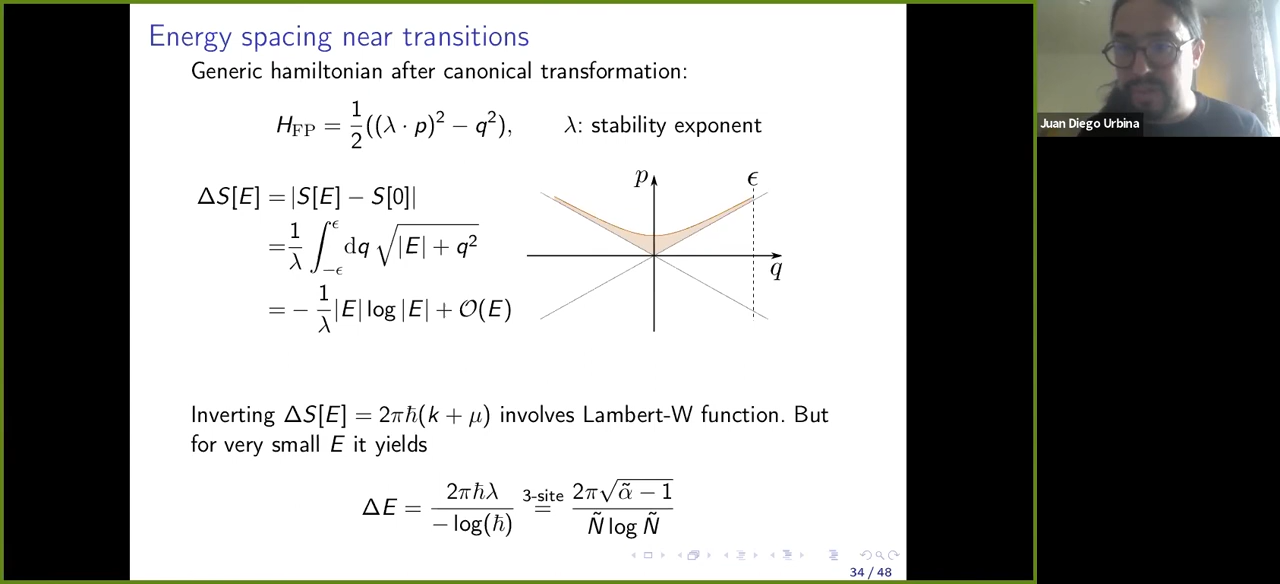 Energy spacing near transitions
Generic hamiltonian after canonical transformation:
H_FP = 1/2((λ · p)² − q²), λ: stability exponent
ΔS[E] = |S[E] − S[0]|
= 1/λ ∫_{−ϵ}^{ϵ} dq √(|E| + q²)
= − 1/λ |E| log |E| + 𝒪(E)
p
ϵ
q
Inverting ΔS[E] = 2πℏ(k + μ) involves Lambert-W function. But
for very small E it yields
ΔE = 2πℏλ / −log(ℏ) 3-site = 2π√(α̃ − 1) / Ñ log Ñ
34 / 48
Juan Diego Urbina